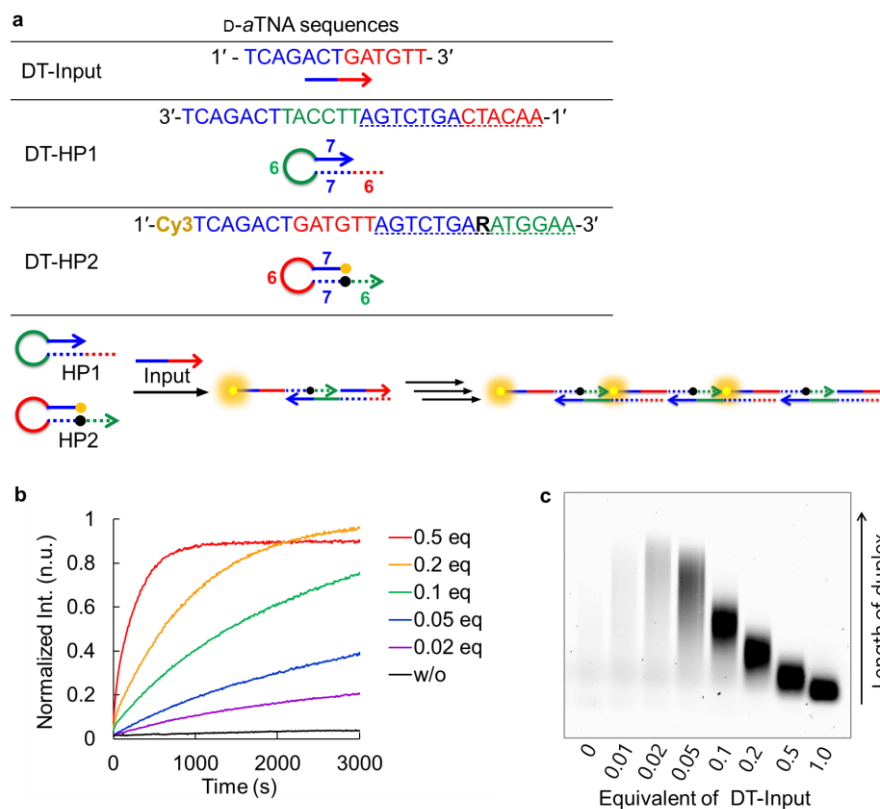 a
D-aTNA sequences
DT-Input
1′ - TCAGACTGATGTT- 3′
DT-HP1
3′-TCAGACTTACCTTAGTCTGACTACAA-1′
6
7
7
6
DT-HP2
1′-Cy3TCAGACTGATGTTAGTCTGARATGGAA-3′
6
7
7
6
HP1
Input
HP2
b
Normalized Int. (n.u.)
1
0.8
0.6
0.4
0.2
0
0
1000
2000
3000
Time (s)
0.5 eq
0.2 eq
0.1 eq
0.05 eq
0.02 eq
w/o
c
Length of duplex
0
0.01
0.02
0.05
0.1
0.2
0.5
1.0
Equivalent of DT-Input